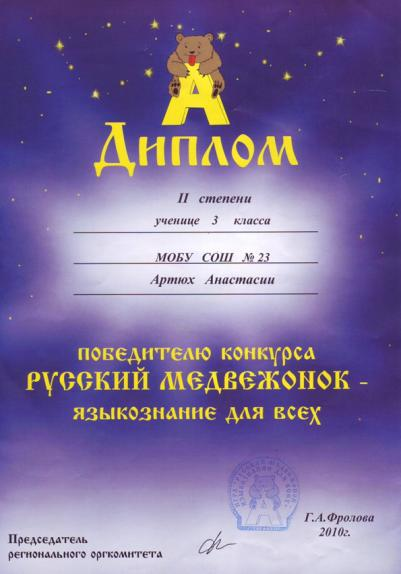 А
ДИПЛОМ
II степени
ученице 3 класса
МОБУ СОШ № 23
Артюх Анастасии
ПОБЕДИТЕЛЮ КОНКУРСА
РУССКИЙ МЕДВЕЖОНОК -
ЯЗЫКОЗНАНИЕ ДЛЯ ВСЕХ
А
Г.А.Фролова
2010г.
Председатель
регионального оргкомитета